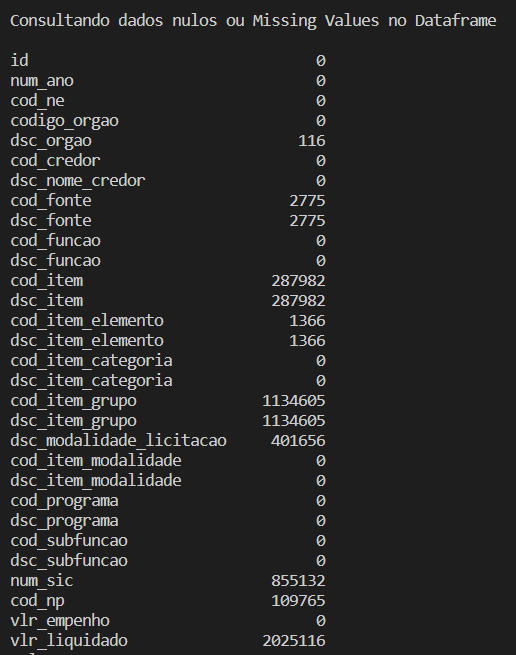 Consultando dados nulos ou Missing Values no Dataframe
id 0
num_ano 0
cod_ne 0
codigo_orgao 0
dsc_orgao 116
cod_credor 0
dsc_nome_credor 0
cod_fonte 2775
dsc_fonte 2775
cod_funcao 0
dsc_funcao 0
cod_item 287982
dsc_item 287982
cod_item_elemento 1366
dsc_item_elemento 1366
cod_item_categoria 0
dsc_item_categoria 0
cod_item_grupo 1134605
dsc_item_grupo 1134605
dsc_modalidade_licitacao 401656
cod_item_modalidade 0
dsc_item_modalidade 0
cod_programa 0
dsc_programa 0
cod_subfuncao 0
dsc_subfuncao 0
num_sic 855132
cod_np 109765
vlr_empenho 0
vlr_liquidado 2025116